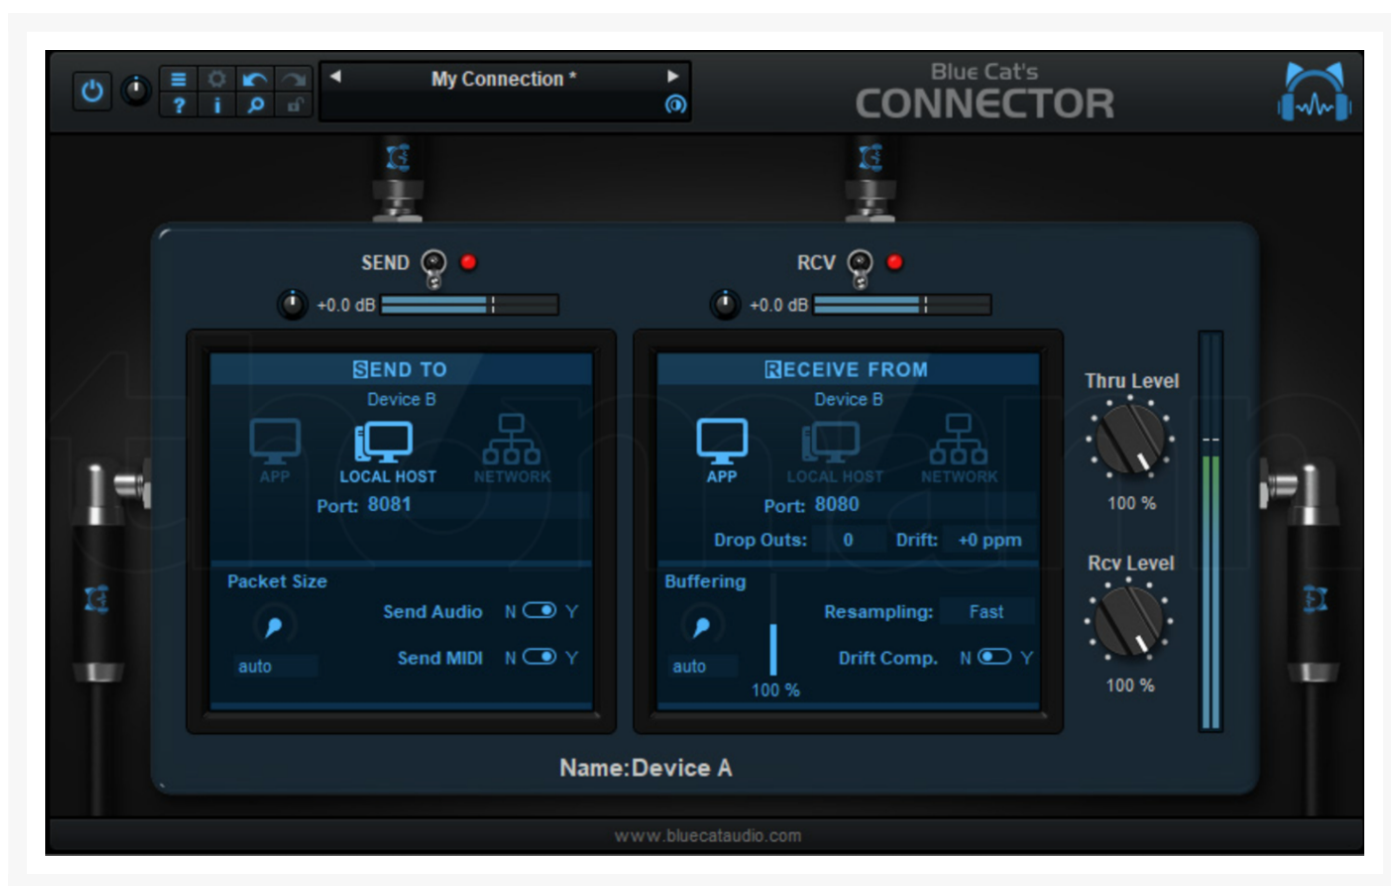 My Connection *
Blue Cat's
CONNECTOR
?
i
SEND
RCV
+0.0 dB
+0.0 dB
SEND TO
Device B
APP
LOCAL HOST
NETWORK
Port: 8081
Packet Size
auto
Send Audio N Y
Send MIDI N Y
RECEIVE FROM
Device B
APP
LOCAL HOST
NETWORK
Port: 8080
Drop Outs: 0 Drift: +0 ppm
Buffering
auto
100 %
Resampling: Fast
Drift Comp. N Y
Thru Level
100 %
Rcv Level
100 %
Name:Device A
www.bluecataudio.com
thomann